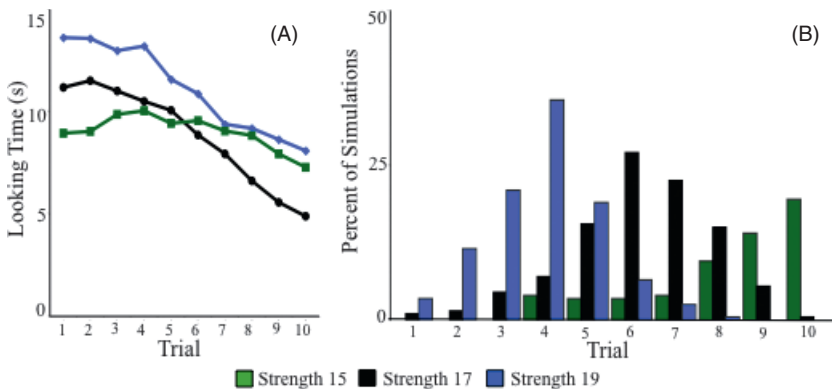 15
10
5
0
Looking Time (s)
(A)
1 2 3 4 5 6 7 8 9 10
Trial
50
25
0
Percent of Simulations
(B)
1 2 3 4 5 6 7 8 9 10
Trial
Strength 15 Strength 17 Strength 19